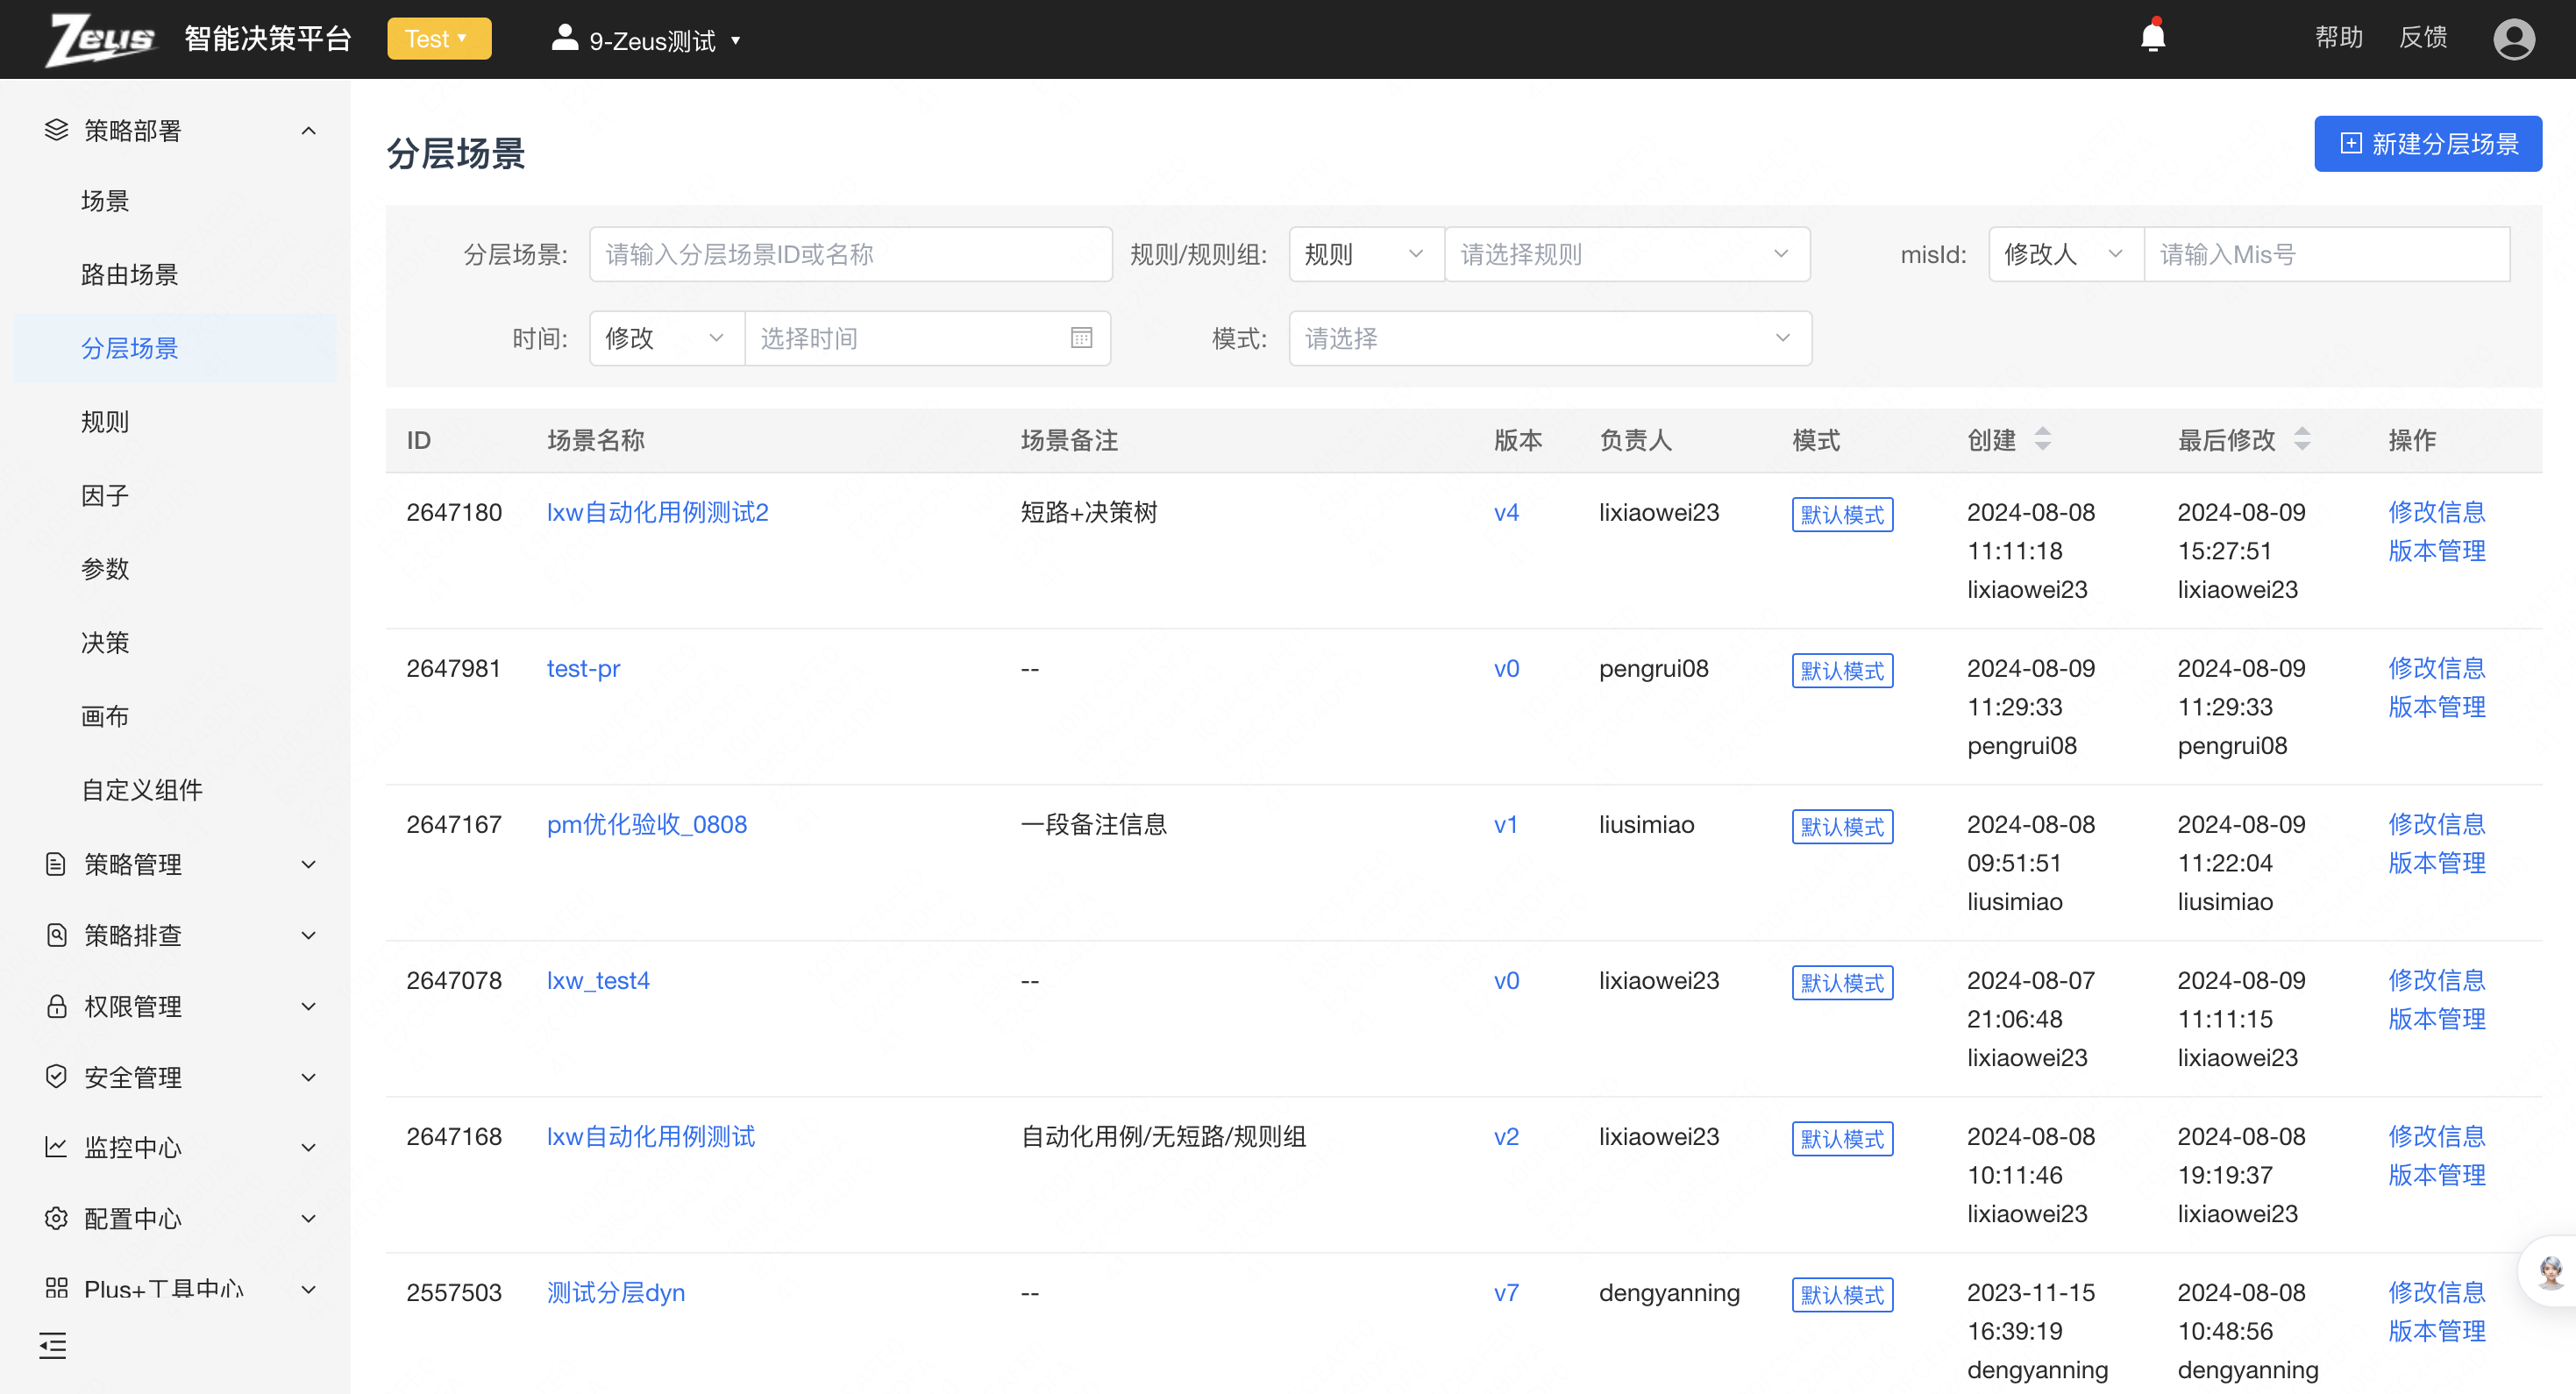 Zeus 智能决策平台 Test 9-Zeus测试 帮助 反馈
策略部署
场景
路由场景
分层场景
规则
因子
参数
决策
画布
自定义组件
策略管理
策略排查
权限管理
安全管理
监控中心
配置中心
Plus+工具中心
分层场景
新建分层场景
分层场景: 请输入分层场景ID或名称 规则/规则组: 规则 请选择规则 misId: 修改人 请输入Mis号
时间: 修改 选择时间 模式: 请选择
ID 场景名称 场景备注 版本 负责人 模式 创建 最后修改 操作
2647180 lxw自动化用例测试2 短路+决策树 v4 lixiaowei23 默认模式 2024-08-08 2024-08-09 修改信息
11:11:18 15:27:51 版本管理
lixiaowei23 lixiaowei23
2647981 test-pr -- v0 pengrui08 默认模式 2024-08-09 2024-08-09 修改信息
11:29:33 11:29:33 版本管理
pengrui08 pengrui08
2647167 pm优化验收_0808 一段备注信息 v1 liusimiao 默认模式 2024-08-08 2024-08-09 修改信息
09:51:51 11:22:04 版本管理
liusimiao liusimiao
2647078 lxw_test4 -- v0 lixiaowei23 默认模式 2024-08-07 2024-08-09 修改信息
21:06:48 11:11:15 版本管理
lixiaowei23 lixiaowei23
2647168 lxw自动化用例测试 自动化用例/无短路/规则组 v2 lixiaowei23 默认模式 2024-08-08 2024-08-08 修改信息
10:11:46 19:19:37 版本管理
lixiaowei23 lixiaowei23
2557503 测试分层dyn -- v7 dengyanning 默认模式 2023-11-15 2024-08-08 修改信息
16:39:19 10:48:56 版本管理
dengyanning dengyanning